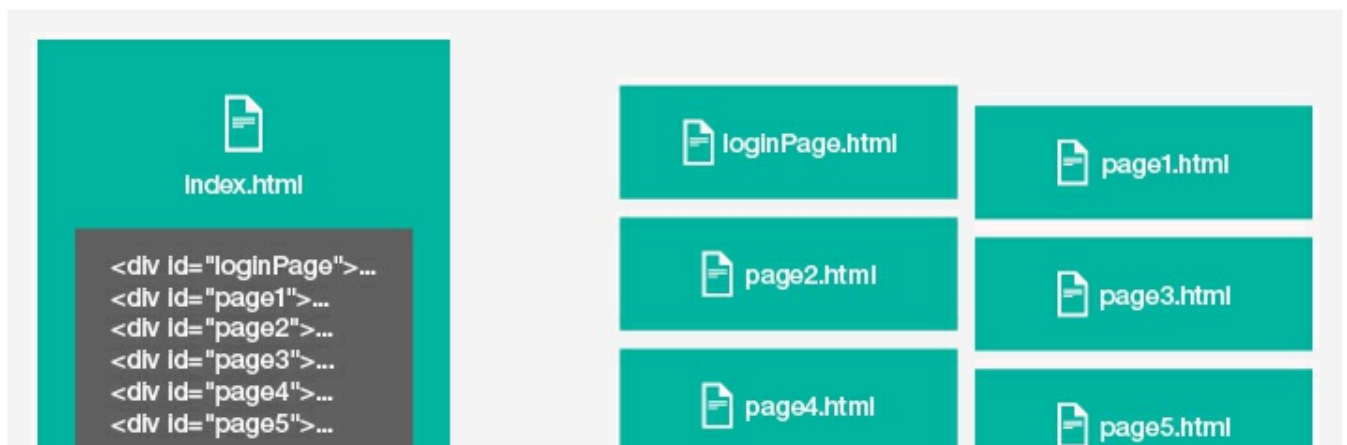 index.html
<div id="loginPage">...
<div id="page1">...
<div id="page2">...
<div id="page3">...
<div id="page4">...
<div id="page5">...
loginPage.html
page1.html
page2.html
page3.html
page4.html
page5.html